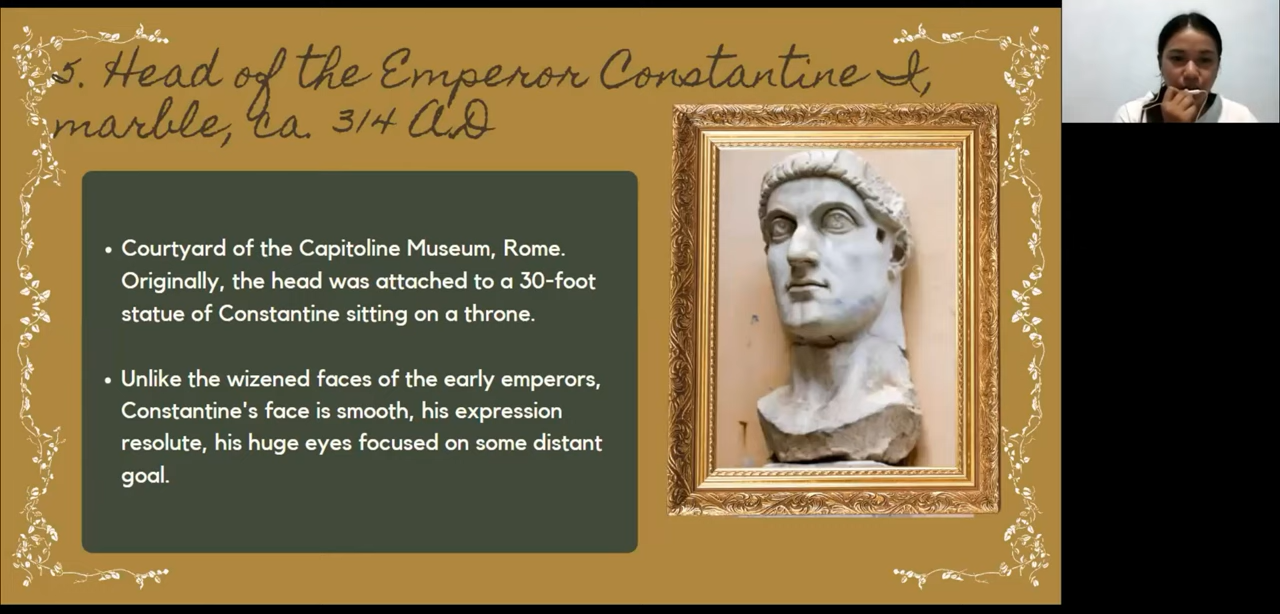 5. Head of the Emperor Constantine I,
marble, ca. 314 A.D
• Courtyard of the Capitoline Museum, Rome.
Originally, the head was attached to a 30-foot
statue of Constantine sitting on a throne.
• Unlike the wizened faces of the early emperors,
Constantine's face is smooth, his expression
resolute, his huge eyes focused on some distant
goal.